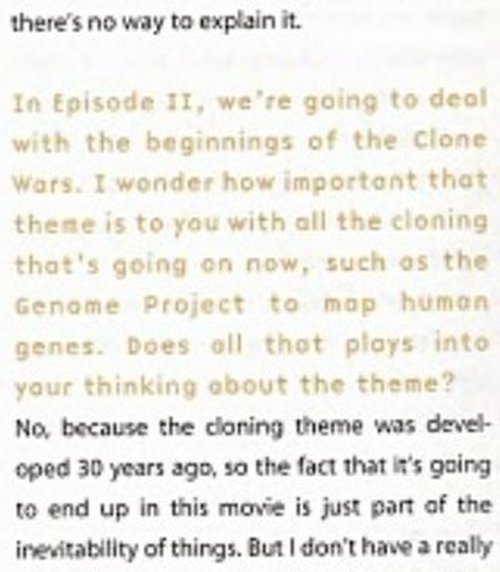 there's no way to explain it.
In Episode II, we're going to deal
with the beginnings of the Clone
Wars. I wonder how important that
theme is to you with all the cloning
that's going on now, such as the
Genome Project to map human
genes. Does all that plays into
your thinking about the theme?
No, because the cloning theme was devel-
oped 30 years ago, so the fact that it's going
to end up in this movie is just part of the
inevitability of things. But I don't have a really